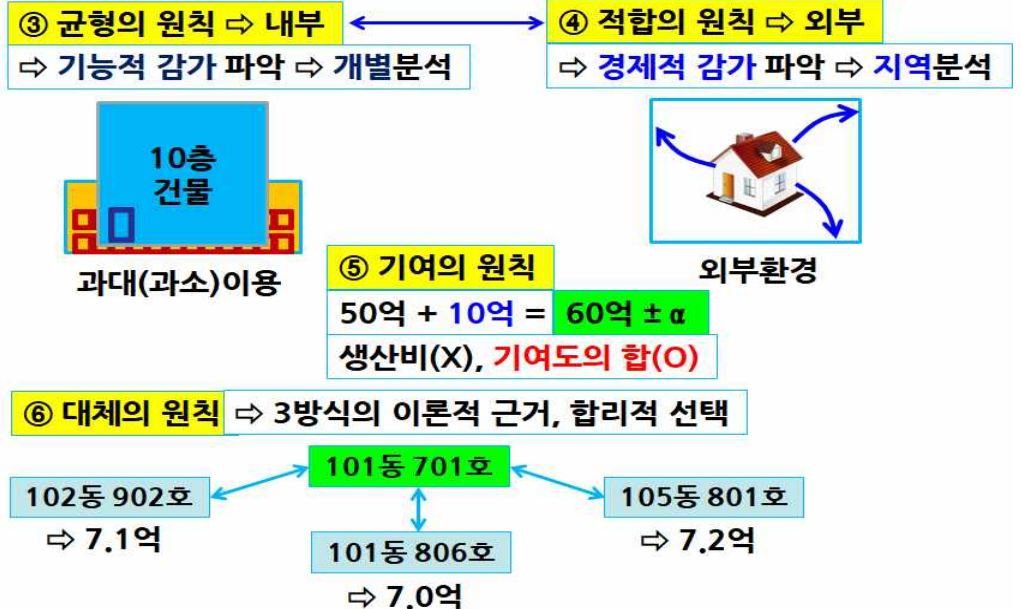 ③ 균형의 원칙 ⇨ 내부
⇨ 기능적 감가 파악 ⇨ 개별분석
④ 적합의 원칙 ⇨ 외부
⇨ 경제적 감가 파악 ⇨ 지역분석
10층
건물
과대(과소)이용
외부환경
⑤ 기여의 원칙
50억 + 10억 = 60억 ± α
생산비(X), 기여도의 합(O)
⑥ 대체의 원칙 ⇨ 3방식의 이론적 근거, 합리적 선택
101동 701호
102동 902호
⇨ 7.1억
101동 806호
⇨ 7.0억
105동 801호
⇨ 7.2억